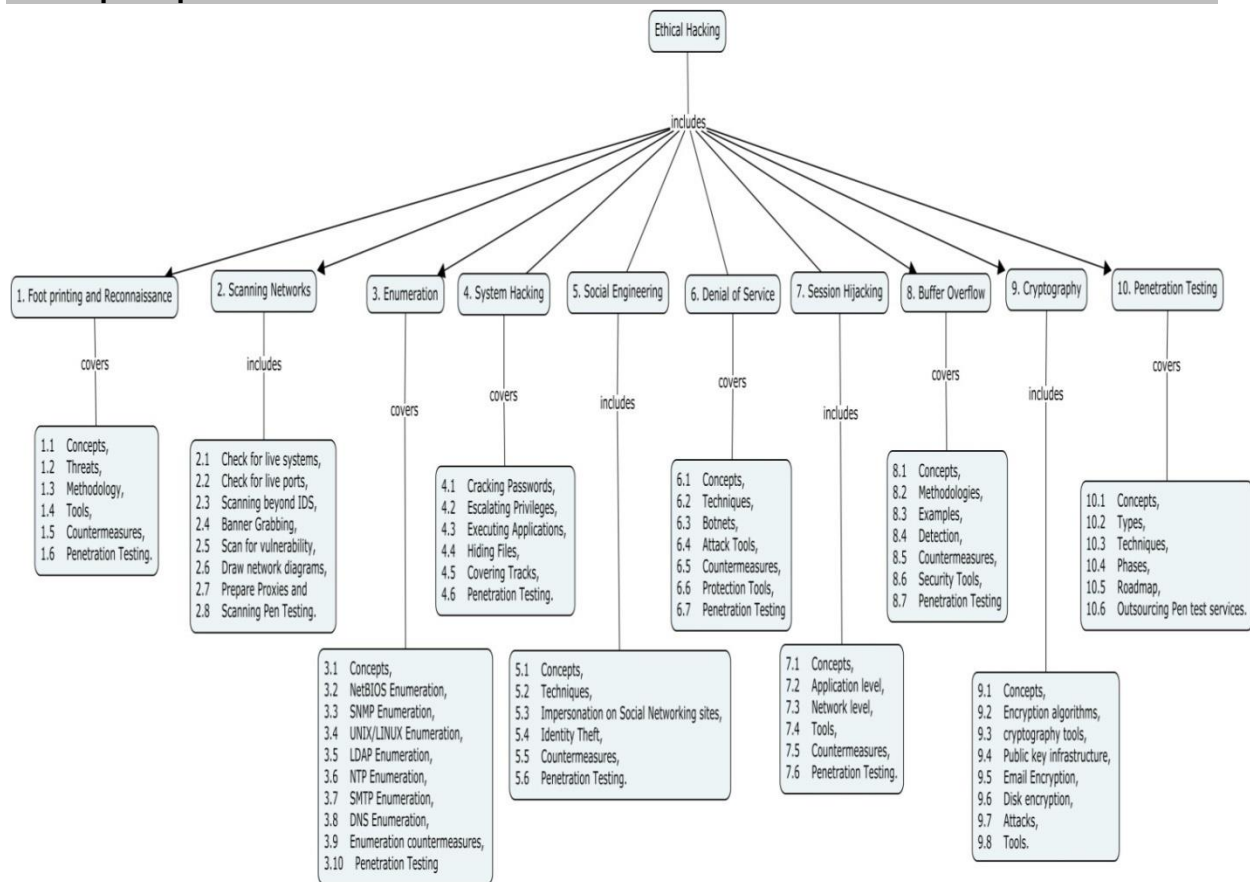 Ethical Hacking
includes
1. Foot printing and Reconnaissance
2. Scanning Networks
3. Enumeration
4. System Hacking
5. Social Engineering
6. Denial of Service
7. Session Hijacking
8. Buffer Overflow
9. Cryptography
10. Penetration Testing
covers
includes
covers
covers
includes
covers
includes
covers
includes
covers
1.1 Concepts,
1.2 Threats,
1.3 Methodology,
1.4 Tools,
1.5 Countermeasures,
1.6 Penetration Testing.
2.1 Check for live systems,
2.2 Check for live ports,
2.3 Scanning beyond IDS,
2.4 Banner Grabbing,
2.5 Scan for vulnerability,
2.6 Draw network diagrams,
2.7 Prepare Proxies and
2.8 Scanning Pen Testing.
3.1 Concepts,
3.2 NetBIOS Enumeration,
3.3 SNMP Enumeration,
3.4 UNIX/LINUX Enumeration,
3.5 LDAP Enumeration,
3.6 NTP Enumeration,
3.7 SMTP Enumeration,
3.8 DNS Enumeration,
3.9 Enumeration countermeasures,
3.10 Penetration Testing
4.1 Cracking Passwords,
4.2 Escalating Privileges,
4.3 Executing Applications,
4.4 Hiding Files,
4.5 Covering Tracks,
4.6 Penetration Testing.
5.1 Concepts,
5.2 Techniques,
5.3 Impersonation on Social Networking sites,
5.4 Identity Theft,
5.5 Countermeasures,
5.6 Penetration Testing.
6.1 Concepts,
6.2 Techniques,
6.3 Botnets,
6.4 Attack Tools,
6.5 Countermeasures,
6.6 Protection Tools,
6.7 Penetration Testing
7.1 Concepts,
7.2 Application level,
7.3 Network level,
7.4 Tools,
7.5 Countermeasures,
7.6 Penetration Testing.
8.1 Concepts,
8.2 Methodologies,
8.3 Examples,
8.4 Detection,
8.5 Countermeasures,
8.6 Security Tools,
8.7 Penetration Testing
9.1 Concepts,
9.2 Encryption algorithms,
9.3 cryptography tools,
9.4 Public key infrastructure,
9.5 Email Encryption,
9.6 Disk encryption,
9.7 Attacks,
9.8 Tools.
10.1 Concepts,
10.2 Types,
10.3 Techniques,
10.4 Phases,
10.5 Roadmap,
10.6 Outsourcing Pen test services.